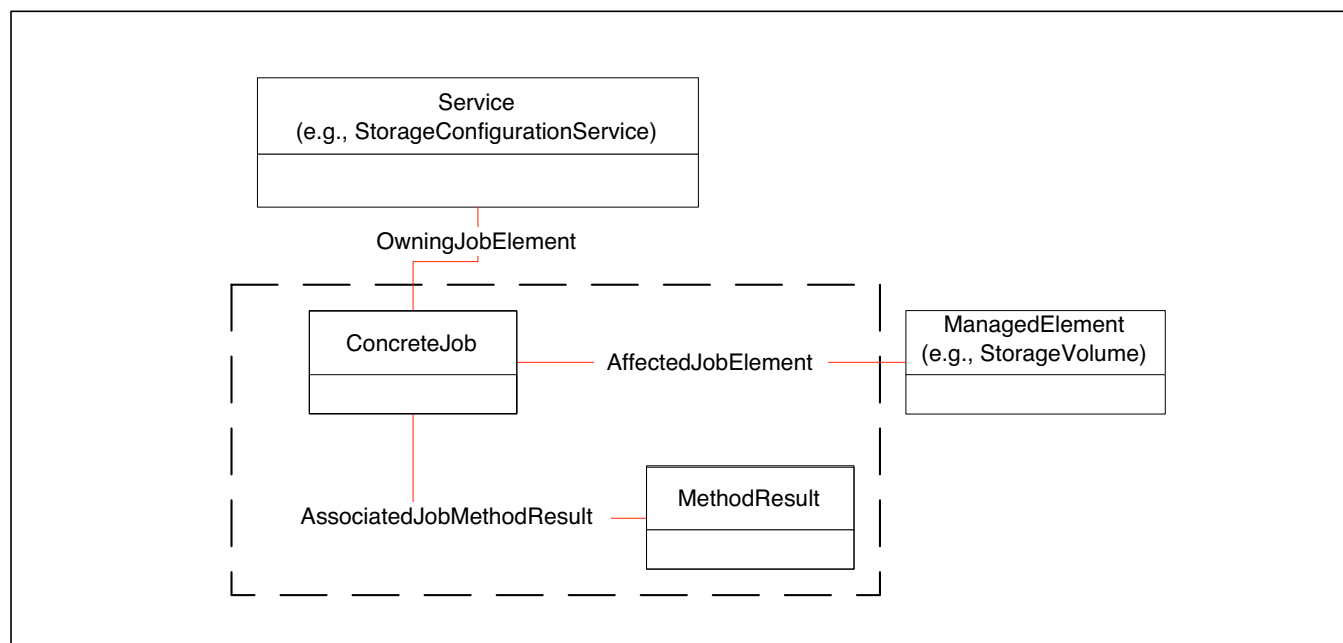 Service
(e.g., StorageConfigurationService)
OwningJobElement
ConcreteJob
AffectedJobElement
ManagedElement
(e.g., StorageVolume)
MethodResult
AssociatedJobMethodResult